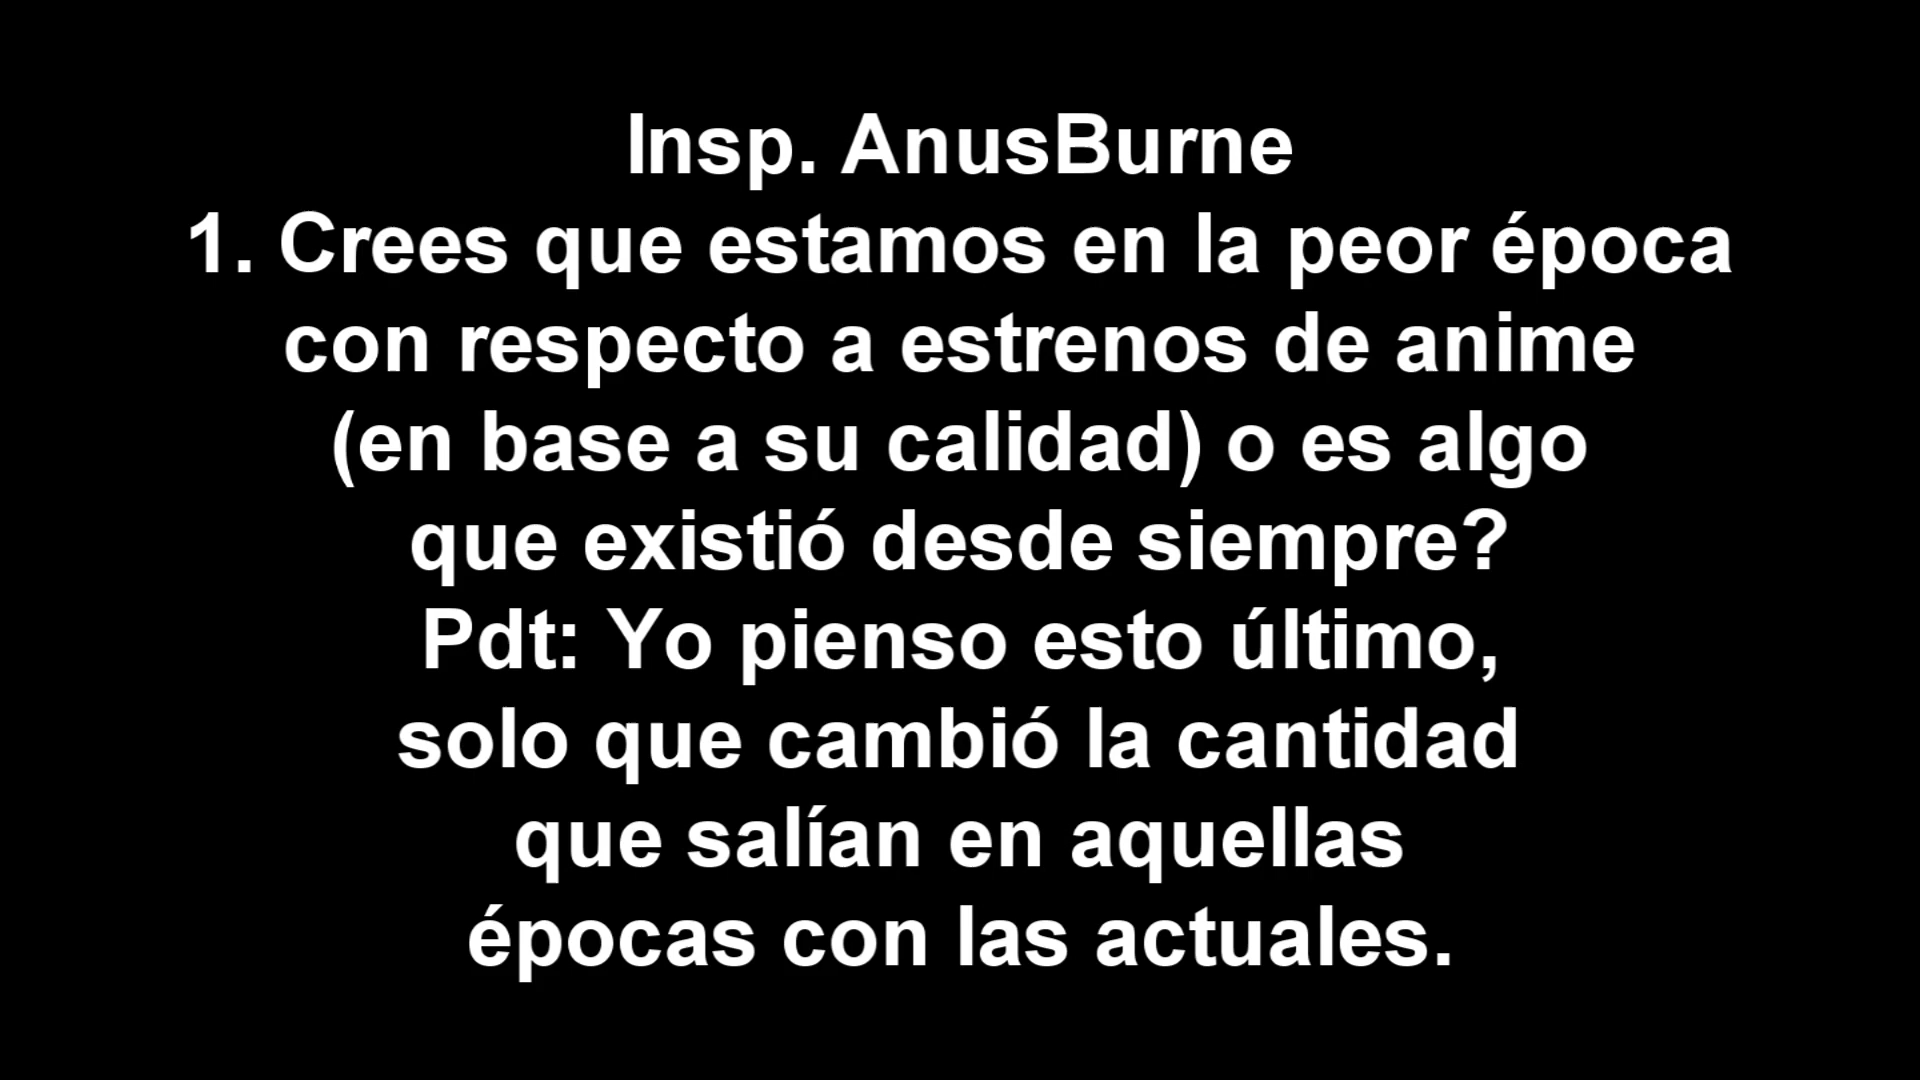 Insp. AnusBurne
1. Crees que estamos en la peor época
con respecto a estrenos de anime
(en base a su calidad) o es algo
que existió desde siempre?
Pdt: Yo pienso esto último,
solo que cambió la cantidad
que salían en aquellas
épocas con las actuales.